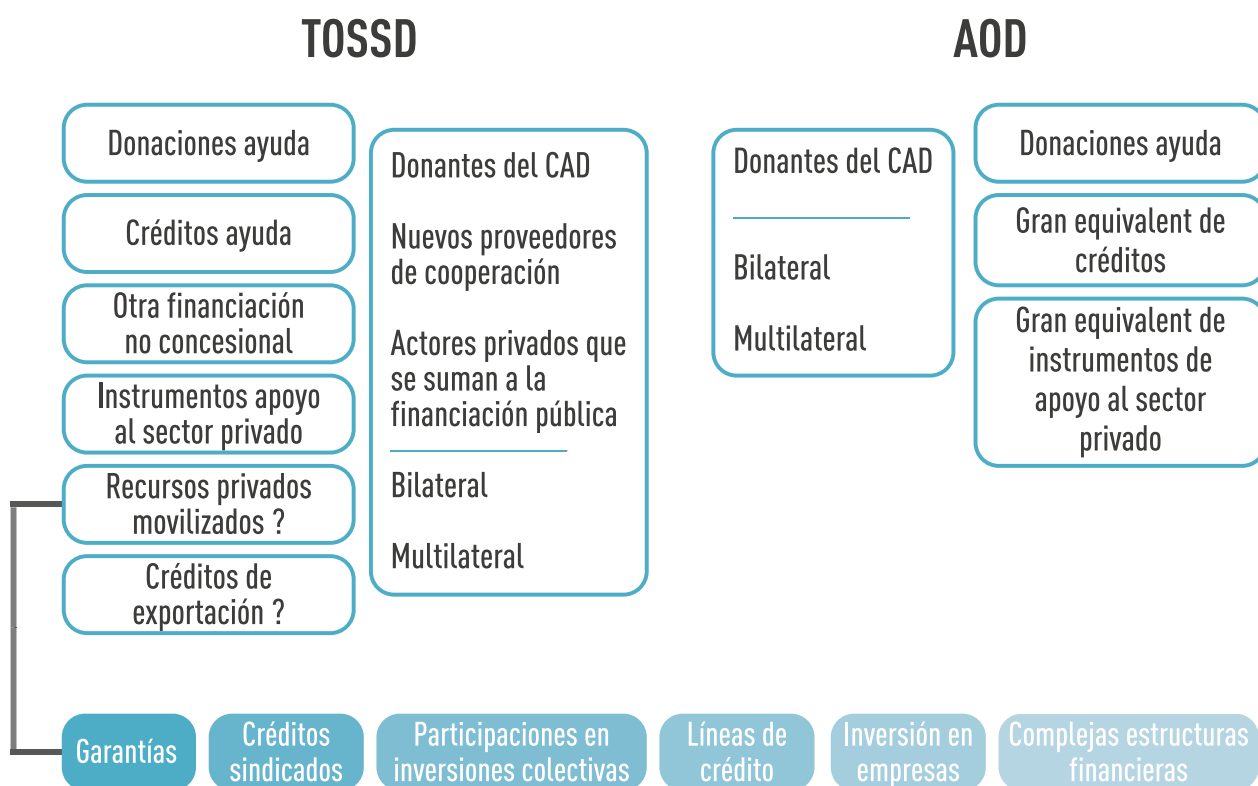 TOSSD
Donaciones ayuda
Créditos ayuda
Otra financiación
no concesional
Instrumentos apoyo
al sector privado
Recursos privados
movilizados ?
Créditos de
exportación ?
Donantes del CAD
Nuevos proveedores
de cooperación
Actores privados que
se suman a la
financiación pública
Bilateral
Multilateral
AOD
Donantes del CAD
Bilateral
Multilateral
Donaciones ayuda
Gran equivalent de
créditos
Gran equivalent de
instrumentos de
apoyo al sector
privado
Garantías
Créditos
sindicados
Participaciones en
inversiones colectivas
Líneas de
crédito
Inversión en
empresas
Complejas estructuras
financieras